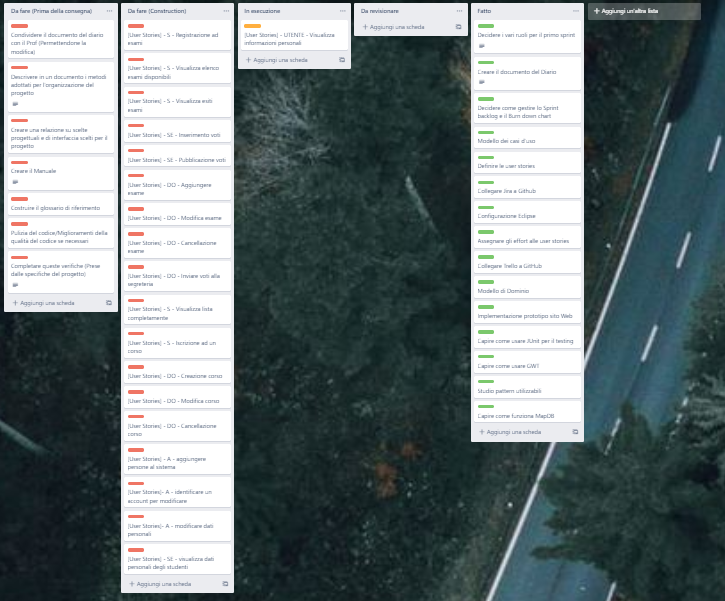 Da fare (Prima della consegna)
Condividere il documento del diario
con il Prof (Permettendone la
modifica)
Descrivere in un documento i metodi
adottati per l'organizzazione del
progetto
Creare una relazione su scelte
progettuali e di interfaccia scelti per il
progetto
Creare il Manuale
Costruire il glossario di riferimento
Pulizia del codice/Miglioramenti della
qualità del codice se necessari
Completare queste verifiche (Prese
dalle specifiche del progetto)
+ Aggiungi una scheda
Da fare (Construction)
[User Stories] - S - Registrazione ad
esami
[User Stories] - S - Visualizza elenco
esami disponibili
[User Stories] - S - Visualizza esiti
esami
[User Stories] - SE - Inserimento voti
[User Stories] - SE - Pubblicazione voti
[User Stories] - DO - Aggiungere
esame
[User Stories] - DO - Modifica esame
[User Stories] - DO - Cancellazione
esame
[User Stories] - DO - Inviare voti alla
segreteria
[User Stories] - S - Visualizza lista
completamente
[User Stories] - S - Iscrizione ad un
corso
[User Stories] - DO - Creazione corso
[User Stories] - DO - Modifica corso
[User Stories] - DO - Cancellazione
corso
[User Stories] - A - aggiungere
persone al sistema
[User Stories]- A - identificare un
account per modificare
[User Stories]- A - modificare dati
personali
[User Stories] - SE - visualizza dati
personali degli studenti
+ Aggiungi una scheda
In esecuzione
[User Stories] - UTENTE - Visualizza
informazioni personali
+ Aggiungi una scheda
Da revisionare
+ Aggiungi una scheda
Fatto
Decidere i vari ruoli per il primo sprint
Creare il documento del Diario
Decidere come gestire lo Sprint
backlog e il Burn down chart
Modello dei casi d'uso
Definire le user stories
Collegare Jira a Github
Configurazione Eclipse
Assegnare gli effort alle user stories
Collegare Trello a GitHub
Modello di Dominio
Implementazione prototipo sito Web
Capire come usare JUnit per il testing
Capire come usare GWT
Studio pattern utilizzabili
Capire come funziona MapDB
+ Aggiungi una scheda
+ Aggiungi un'altra lista